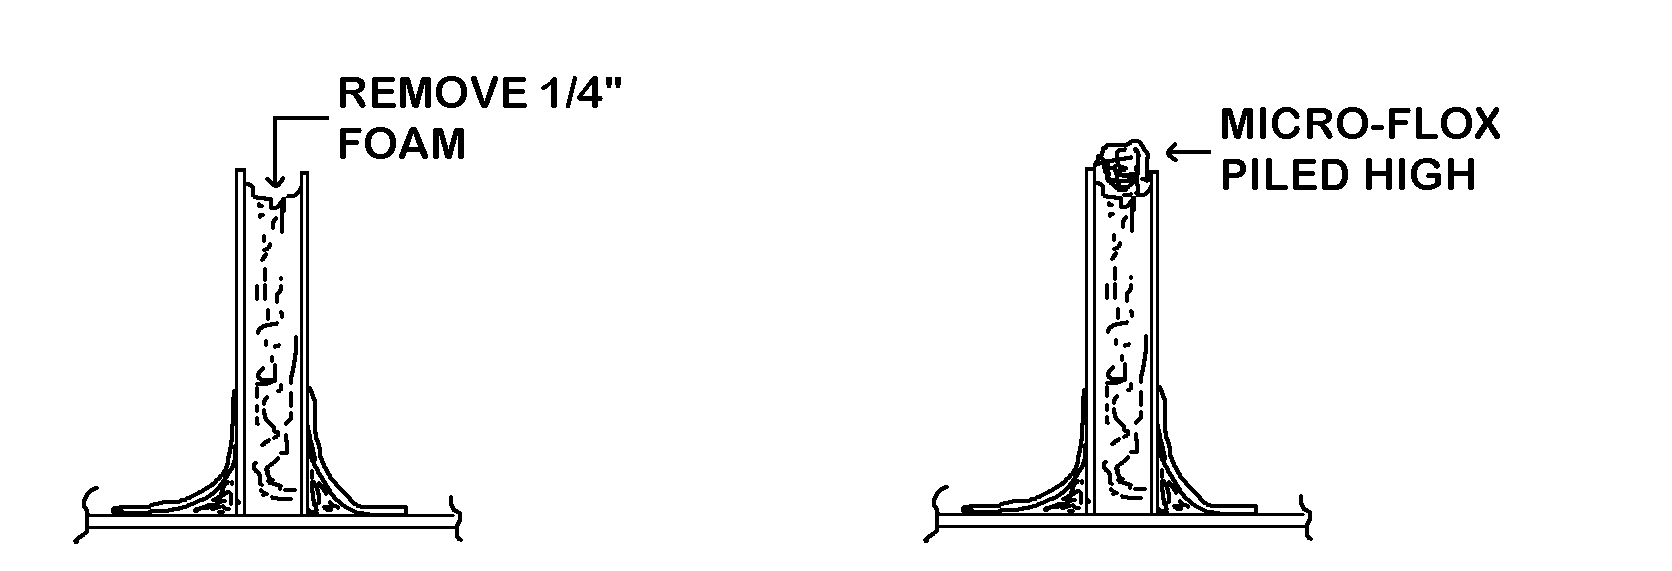 REMOVE 1/4"
FOAM
MICRO-FLOX
PILED HIGH